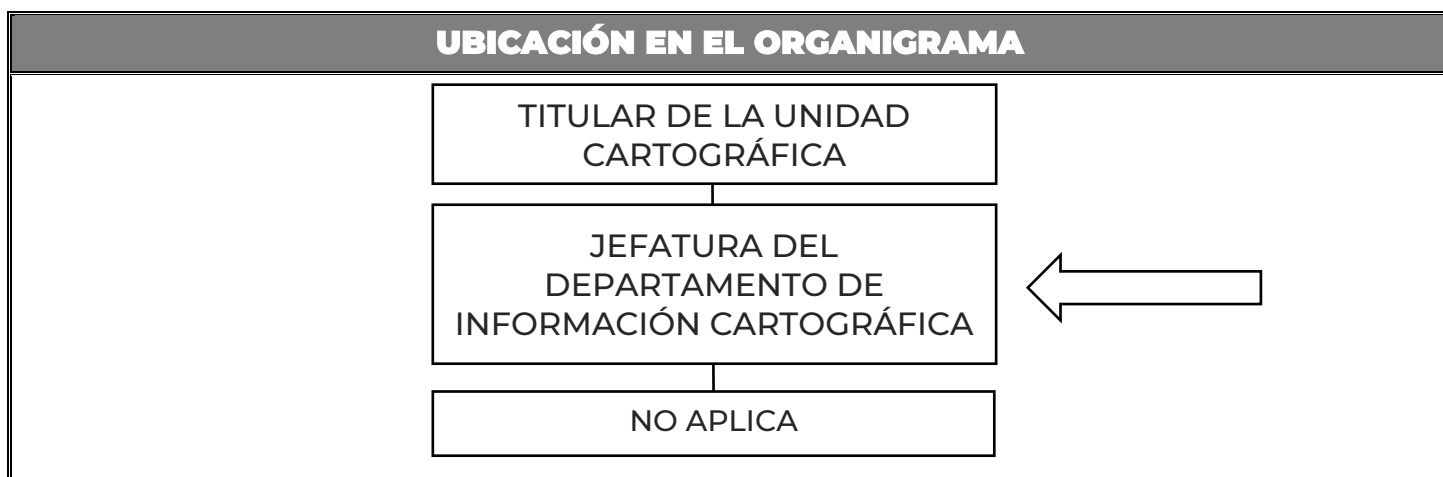 UBICACIÓN EN EL ORGANIGRAMA
TITULAR DE LA UNIDAD
CARTOGRÁFICA
JEFATURA DEL
DEPARTAMENTO DE
INFORMACIÓN CARTOGRÁFICA
NO APLICA